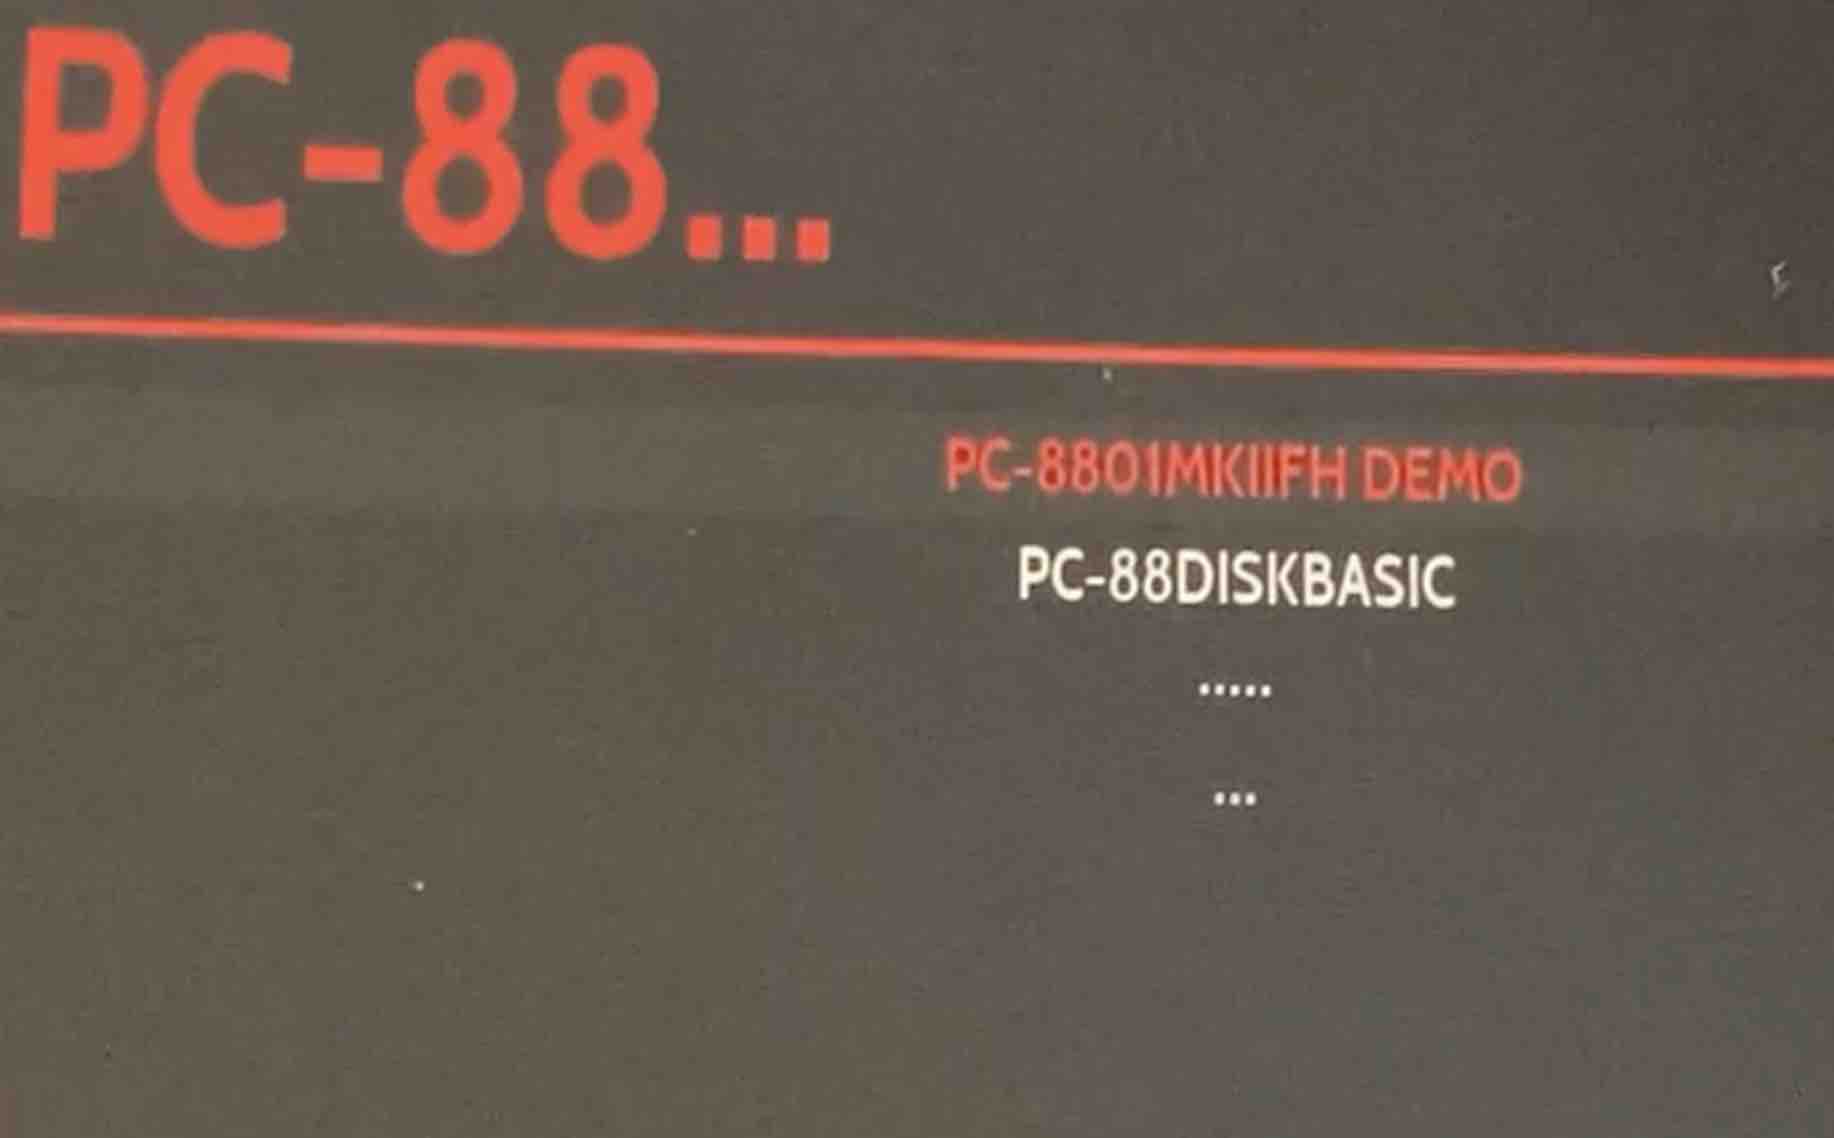 PC-88...
PC-8801MKIIFH DEMO
PC-88DISKBASIC
.....
...